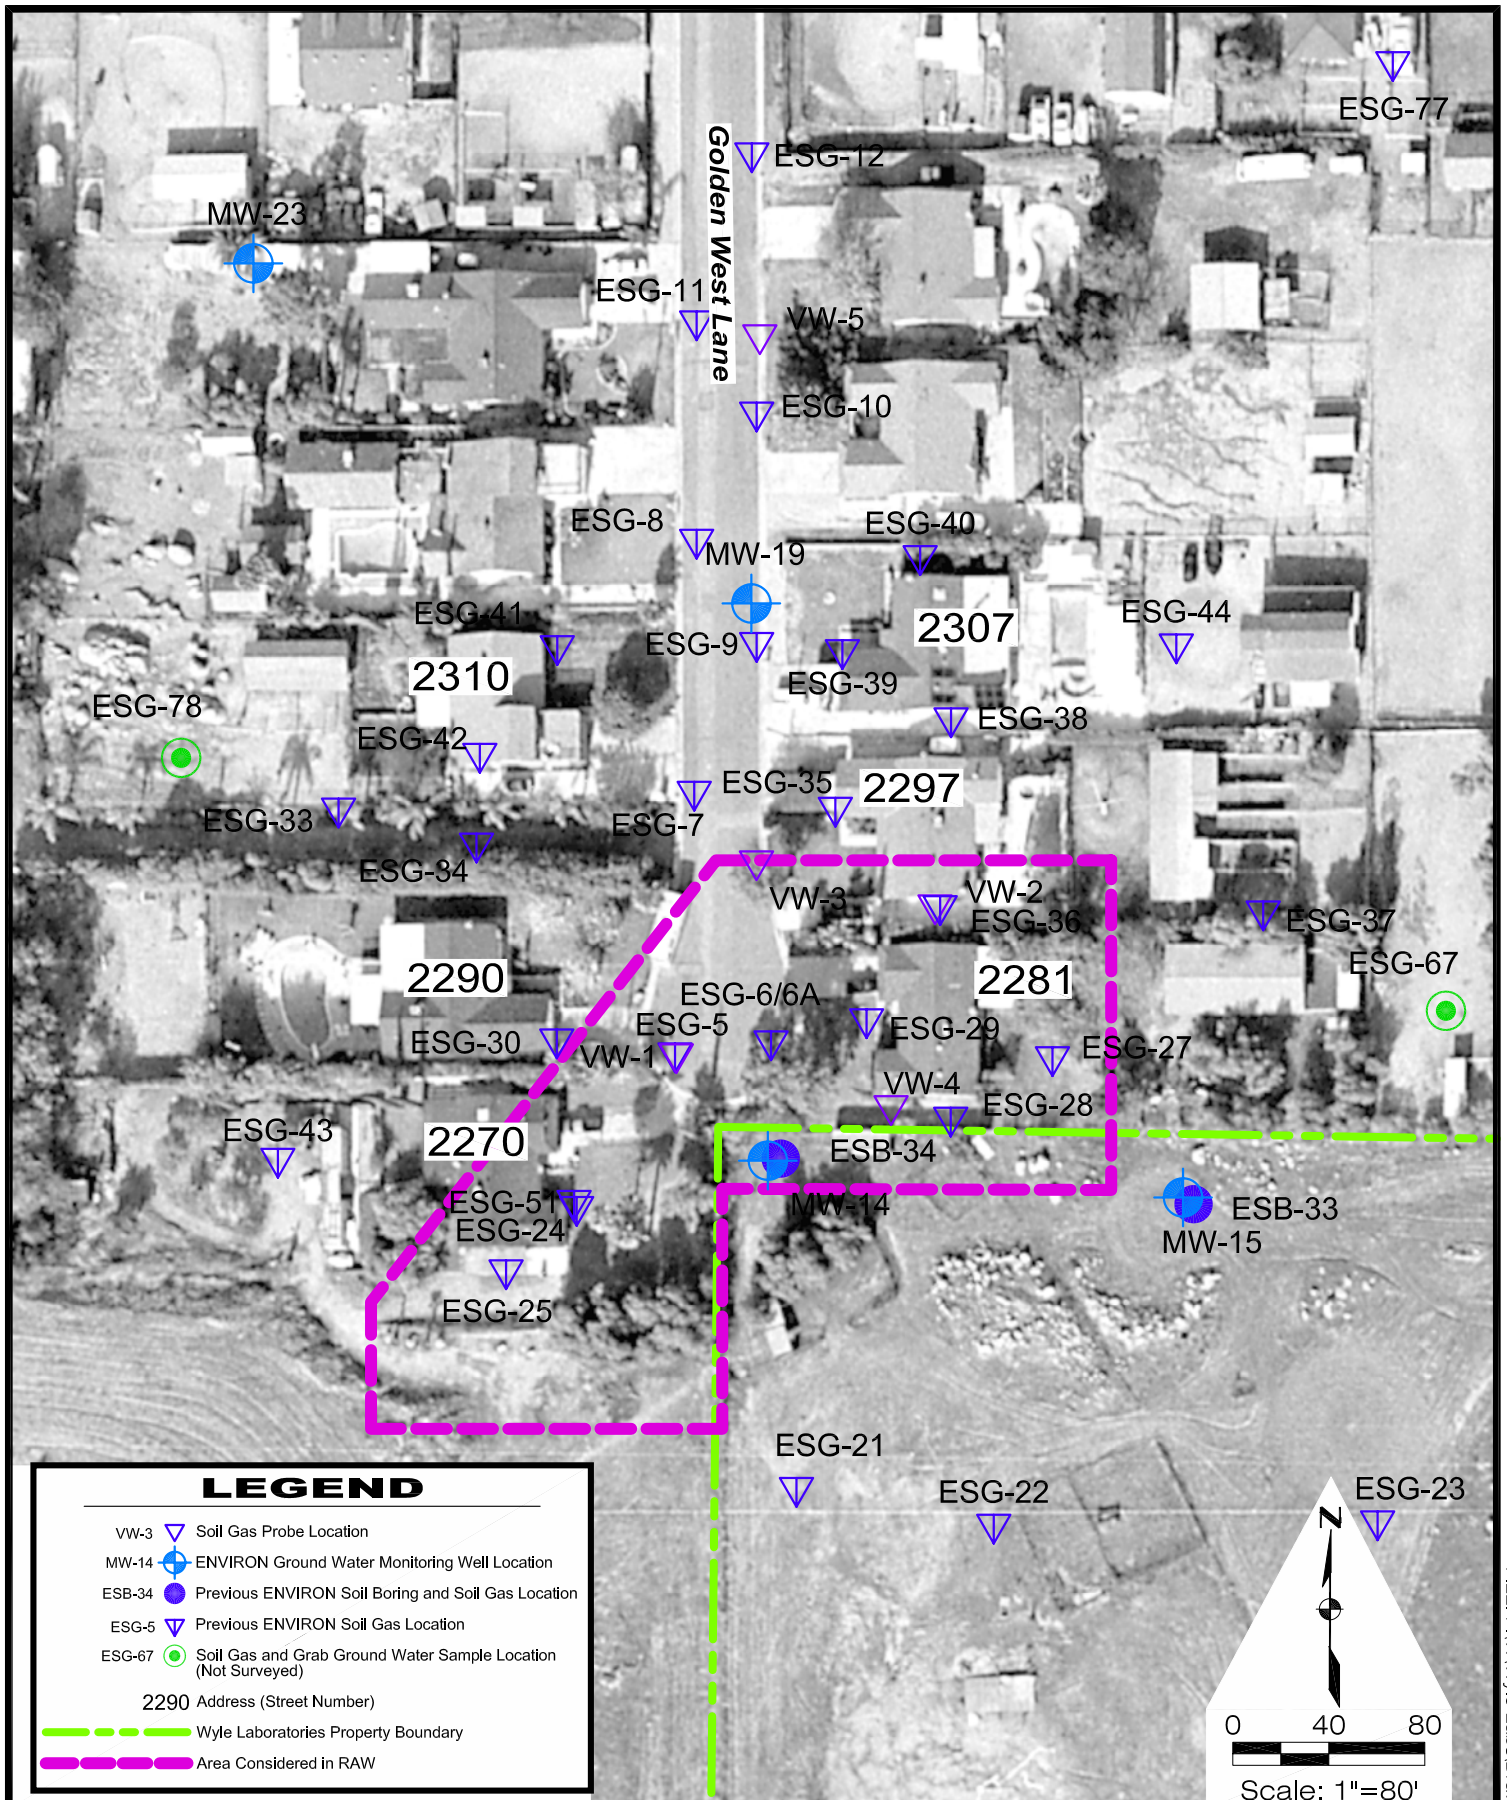 ESG-77
ESG-12
Golden West Lane
MW-23
ESG-11
VW-5
ESG-10
ESG-8
ESG-40
MW-19
ESG-41
2307
ESG-44
ESG-9
2310
ESG-39
ESG-78
ESG-38
ESG-42
ESG-35
2297
ESG-33
ESG-7
ESG-34
VW-3
VW-2
ESG-36
ESG-37
2290
2281
ESG-67
ESG-6/6A
ESG-5
ESG-29
ESG-30
VW-1
ESG-27
VW-4
ESG-28
ESG-43
2270
ESB-34
ESG-51
MW-14
ESB-33
ESG-24
MW-15
ESG-25
ESG-21
ESG-22
ESG-23
LEGEND
VW-3 Soil Gas Probe Location
MW-14 ENVIRON Ground Water Monitoring Well Location
ESB-34 Previous ENVIRON Soil Boring and Soil Gas Location
ESG-5 Previous ENVIRON Soil Gas Location
ESG-67 Soil Gas and Grab Ground Water Sample Location
(Not Surveyed)
2290 Address (Street Number)
Wyle Laboratories Property Boundary
Area Considered in RAW
N
0 40 80
Scale: 1"=80'